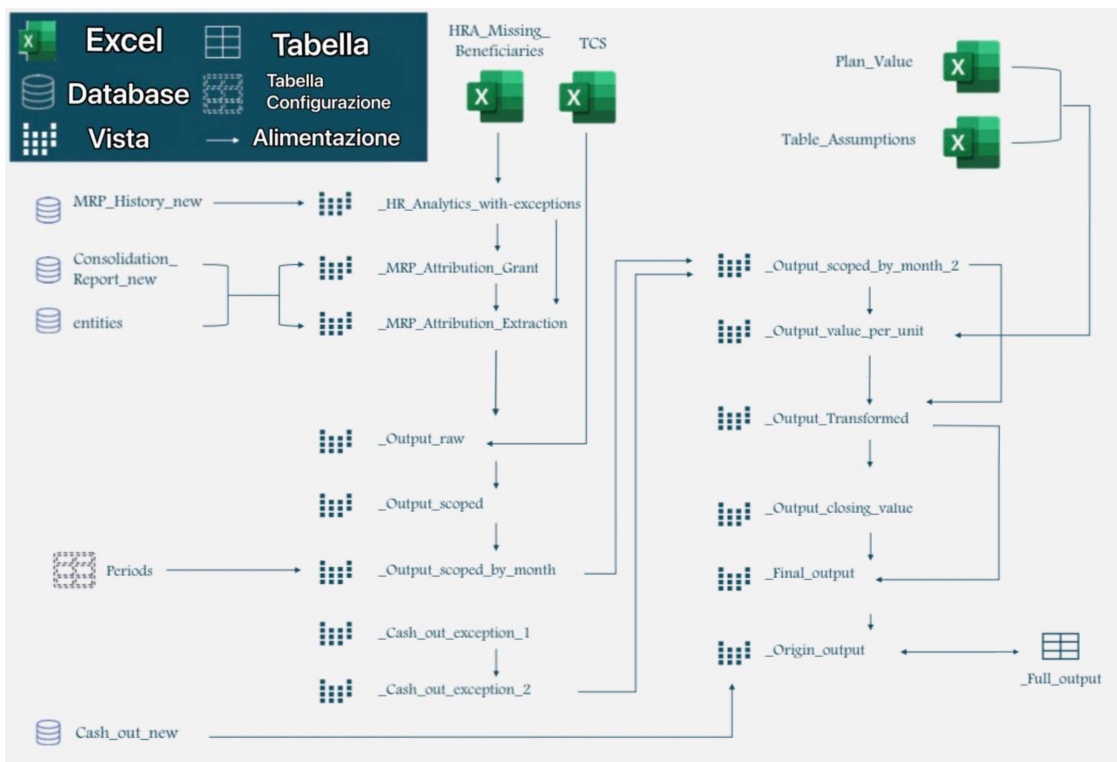 Excel
Tabella
Database
Tabella
Configurazione
Vista
Alimentazione
HRA_Missing_
Beneficiaries
TCS
Plan_Value
Table_Assumptions
MRP_History_new
_HR_Analytics_with-exceptions
Consolidation_
Report_new
_MRP_Attribution_Grant
entities
_MRP_Attribution_Extraction
_Output_raw
_Output_scoped
Periods
_Output_scoped_by_month
_Cash_out_exception_1
_Cash_out_exception_2
Cash_out_new
_Output_scoped_by_month_2
_Output_value_per_unit
_Output_Transformed
_Output_closing_value
_Final_output
_Origin_output
_Full_output